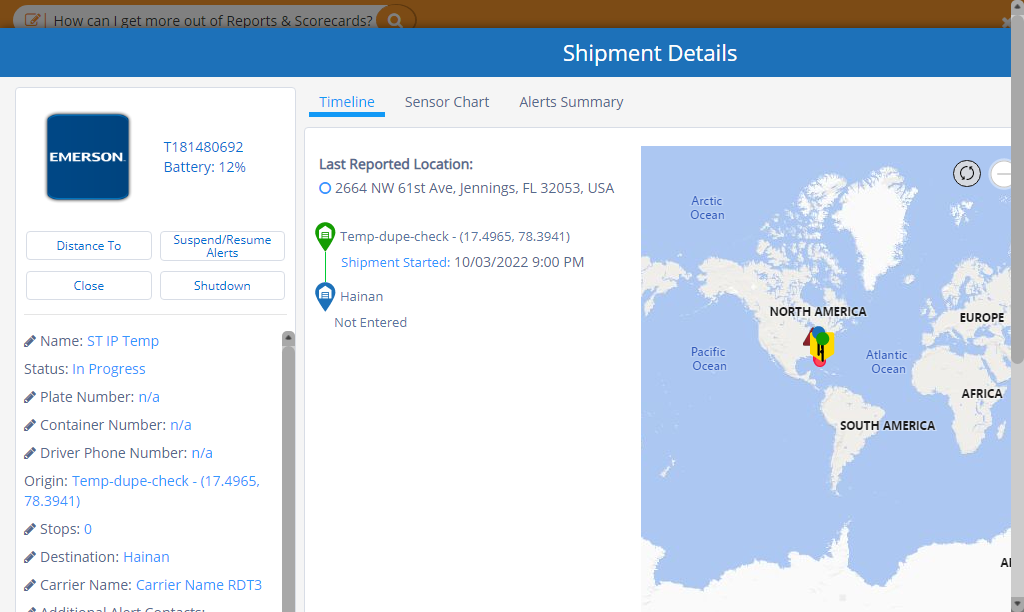 How can I get more out of Reports & Scorecards?
Shipment Details
EMERSON.
T181480692
Battery: 12%
Distance To
Suspend/Resume
Alerts
Close
Shutdown
Name: ST IP Temp
Status: In Progress
Plate Number: n/a
Container Number: n/a
Driver Phone Number: n/a
Origin: Temp-dupe-check - (17.4965,
78.3941)
Stops: 0
Destination: Hainan
Carrier Name: Carrier Name RDT3
Additional Alert Contacts:
Timeline
Sensor Chart
Alerts Summary
Last Reported Location:
2664 NW 61st Ave, Jennings, FL 32053, USA
Temp-dupe-check - (17.4965, 78.3941)
Shipment Started: 10/03/2022 9:00 PM
Hainan
Not Entered
Arctic
Ocean
NORTH AMERICA
EUROPE
Pacific
Ocean
Atlantic
Ocean
AFRICA
SOUTH AMERICA